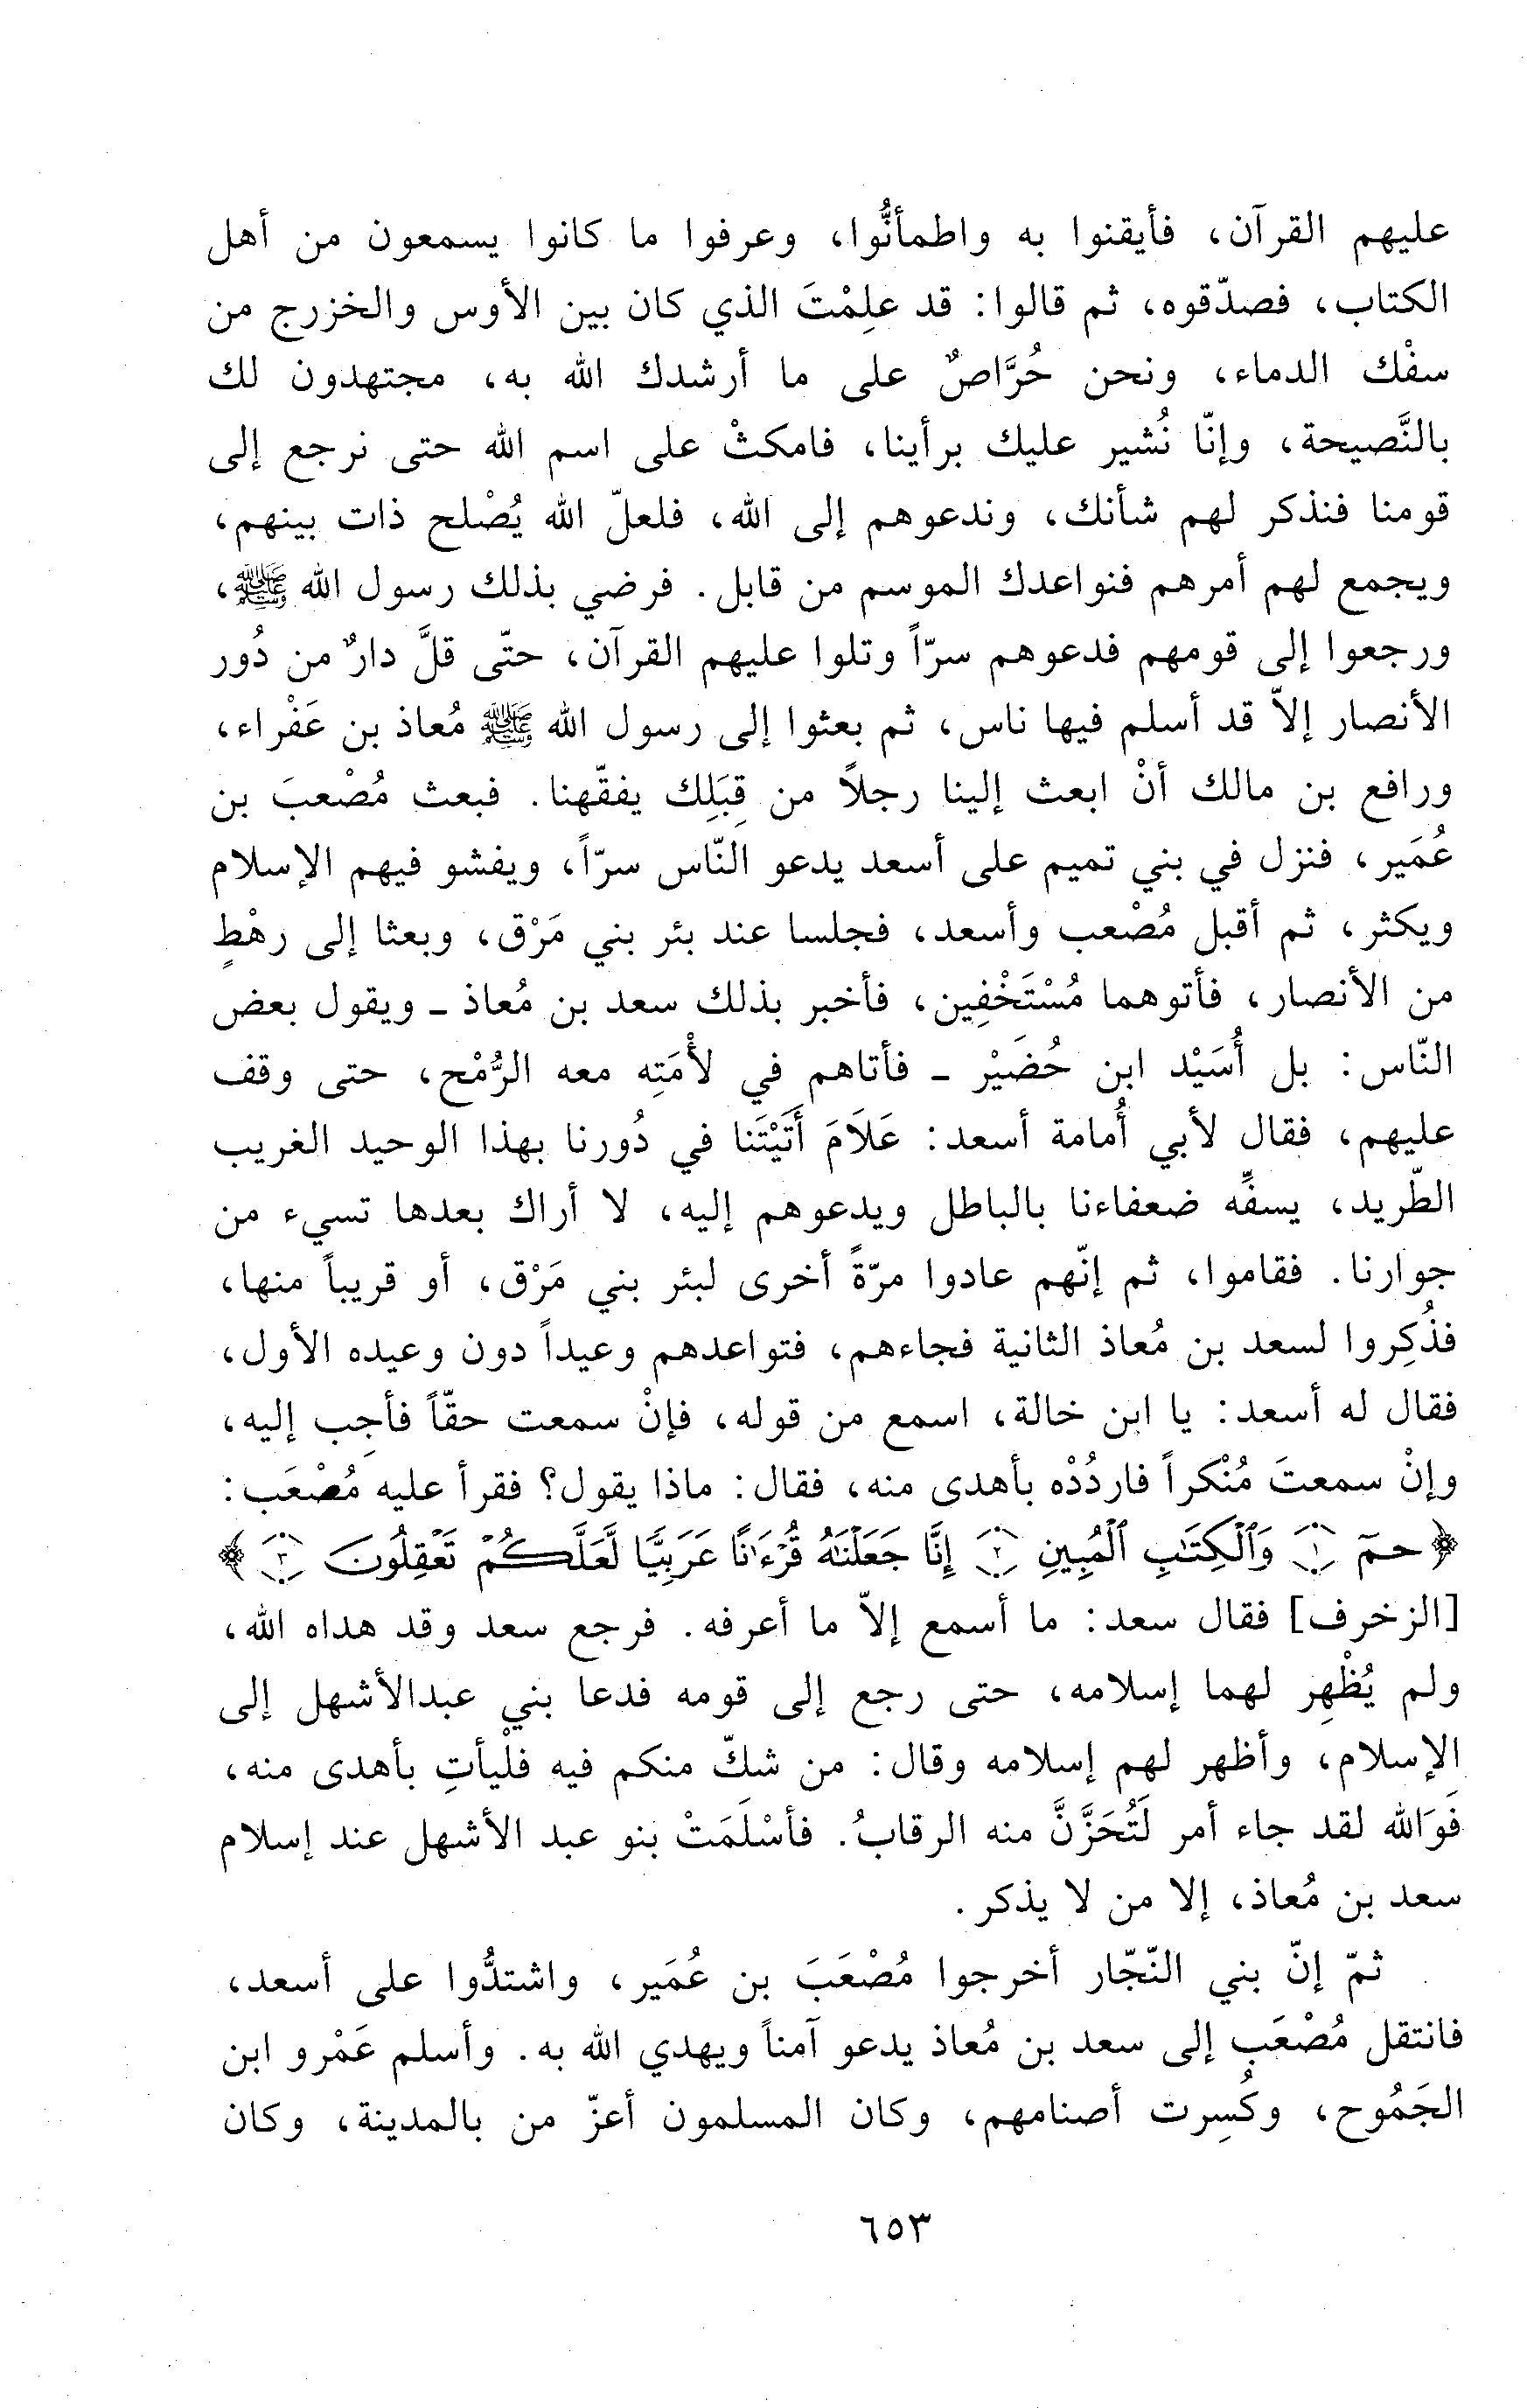 عليهم القرآن، فأيقنوا به واطمأنُّوا، وعرفوا ما كانوا يسمعون من أهل
الكتاب، فصدّقوه، ثم قالوا: قد علِمْتَ الذي كان بين الأوس والخزرج من
سفْك الدماء، ونحن حُرَّاصٌ على ما أرشدك الله به، مجتهدون لك
بالنَّصيحة، وإنّا نُشير عليك برأينا، فامكثْ على اسم الله حتى نرجع إلى
قومنا فنذكر لهم شأنك، وندعوهم إلى الله، فلعلّ الله يُصْلح ذات بينهم،
ويجمع لهم أمرهم فنواعدك الموسم من قابل. فرضي بذلك رسول الله ﷺ،
ورجعوا إلى قومهم فدعوهم سرّاً وتلوا عليهم القرآن، حتّى قلَّ دارٌ من دُور
الأنصار إلاّ قد أسلم فيها ناس، ثم بعثوا إلى رسول الله ﷺ مُعاذ بن عَفْراء،
ورافع بن مالك أنْ ابعث إلينا رجلاً من قِبَلِك يفقّهنا. فبعث مُصْعبَ بن
عُمَير، فنزل في بني تميم على أسعد يدعو النّاس سرّاً، ويفشو فيهم الإسلام
ويكثر، ثم أقبل مُصْعب وأسعد، فجلسا عند بئر بني مَرْق، وبعثا إلى رهْطٍ
من الأنصار، فأتوهما مُسْتَخْفِين، فأخبر بذلك سعد بن مُعاذ ـ ويقول بعض
النّاس: بل أُسَيْد ابن حُضَيْر ـ فأتاهم في لأْمَتِه معه الرُّمْح، حتى وقف
عليهم، فقال لأبي أُمامة أسعد: عَلاَمَ أَتَيْتَنا في دُورنا بهذا الوحيد الغريب
الطّريد، يسفِّه ضعفاءنا بالباطل ويدعوهم إليه، لا أراك بعدها تسيء من
جوارنا. فقاموا، ثم إنّهم عادوا مرّةً أخرى لبئر بني مَرْق، أو قريباً منها،
فذُكِروا لسعد بن مُعاذ الثانية فجاءهم، فتواعدهم وعيداً دون وعيده الأول،
فقال له أسعد: يا ابن خالة، اسمع من قوله، فإنْ سمعت حقّاً فأجِب إليه،
وإنْ سمعتَ مُنْكراً فاردُدْه بأهدى منه، فقال: ماذا يقول؟ فقرأ عليه مُصْعَب:
﴿حمٓ ۝١ وَٱلْكِتَٰبِ ٱلْمُبِينِ ۝٢ إِنَّا جَعَلْنَٰهُ قُرْءَٰنًا عَرَبِيًّا لَّعَلَّكُمْ تَعْقِلُونَ ۝٣﴾
[الزخرف] فقال سعد: ما أسمع إلاّ ما أعرفه. فرجع سعد وقد هداه الله،
ولم يُظْهِر لهما إسلامه، حتى رجع إلى قومه فدعا بني عبدالأشهل إلى
الإسلام، وأظهر لهم إسلامه وقال: من شكّ منكم فيه فلْيأتِ بأهدى منه،
فَوَالله لقد جاء أمر لَتُحَزَّنَّ منه الرقابُ. فأسْلَمَتْ بنو عبد الأشهل عند إسلام
سعد بن مُعاذ، إلا من لا يذكر.
ثمّ إنّ بني النّجّار أخرجوا مُصْعَبَ بن عُمَير، واشتدُّوا على أسعد،
فانتقل مُصْعَب إلى سعد بن مُعاذ يدعو آمناً ويهدي الله به. وأسلم عَمْرو ابن
الجَمُوح، وكُسِرت أصنامهم، وكان المسلمون أعزّ من بالمدينة، وكان
٦٥٣